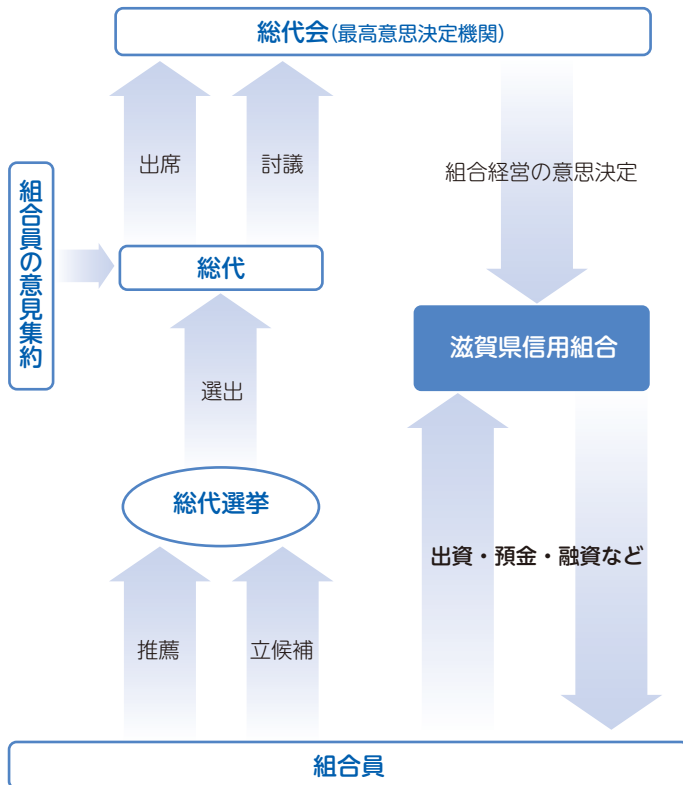 総代会(最高意思決定機関)
出席
討議
組合経営の意思決定
組合員の意見集約
総代
滋賀県信用組合
選出
総代選挙
出資・預金・融資など
推薦
立候補
組合員